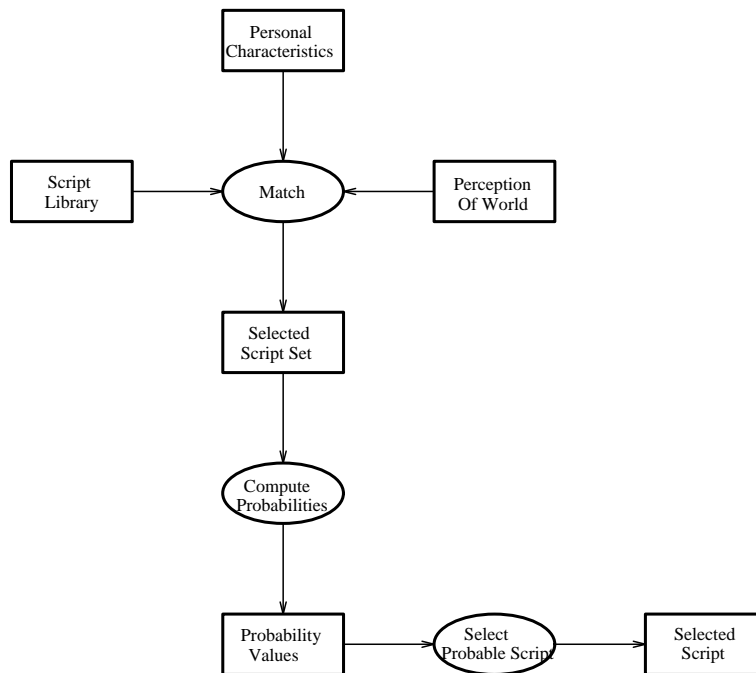 Personal
Characteristics
Script
Library
Match
Perception
Of World
Selected
Script Set
Compute
Probabilities
Probability
Values
Select
Probable Script
Selected
Script